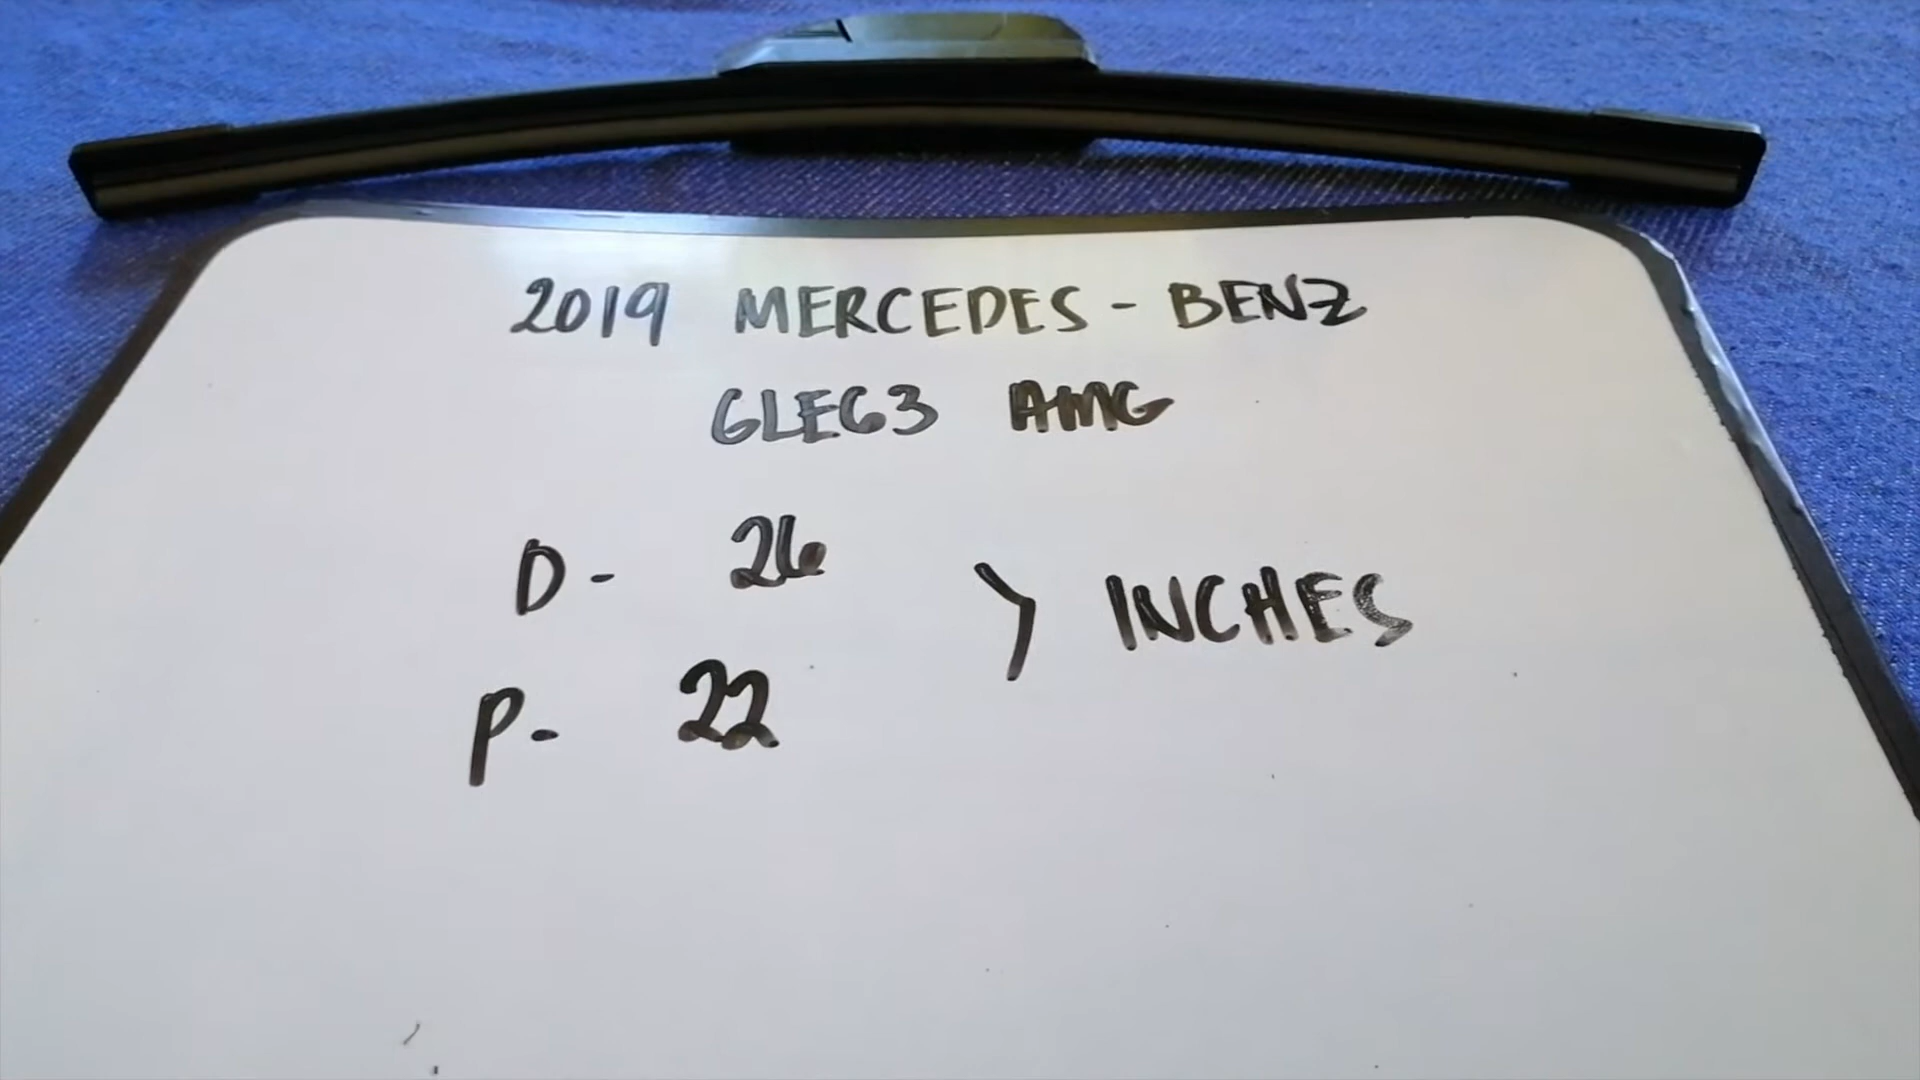 2019 MERCEDES - BENZ
GLE63 AMG
D - 26
P - 22
} INCHES